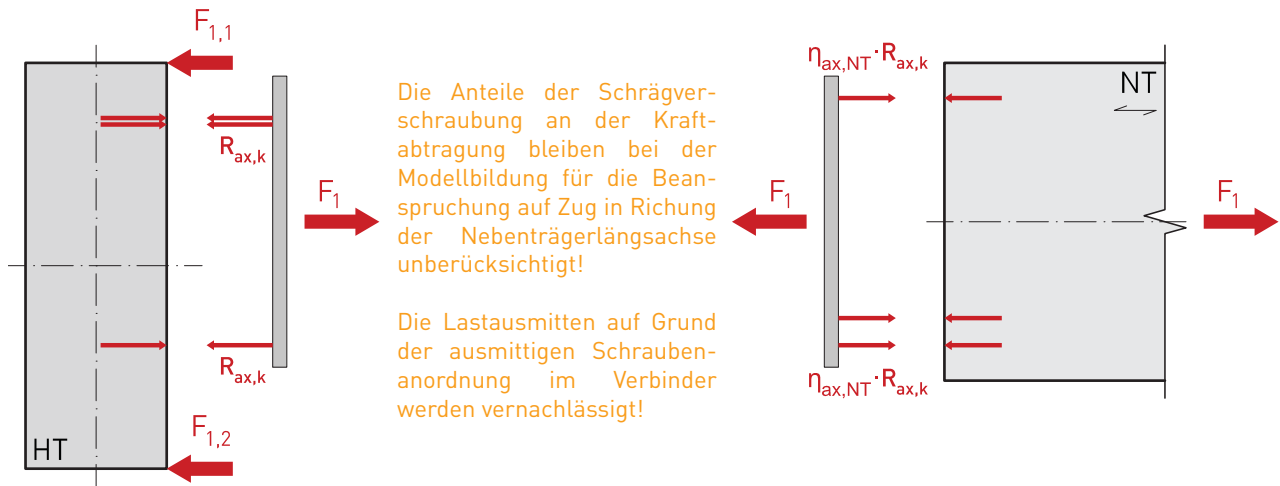 F1,1
Rax,k
F1
Rax,k
HT
F1,2
Die Anteile der Schrägver-
schraubung an der Kraft-
abtragung bleiben bei der
Modellbildung für die Bean-
spruchung auf Zug in Richung
der Nebenträgerlängsachse
unberücksichtigt!
Die Lastausmitten auf Grund
der ausmittigen Schrauben-
anordnung im Verbinder
werden vernachlässigt!
ηax,NT·Rax,k
F1
ηax,NT·Rax,k
NT
F1